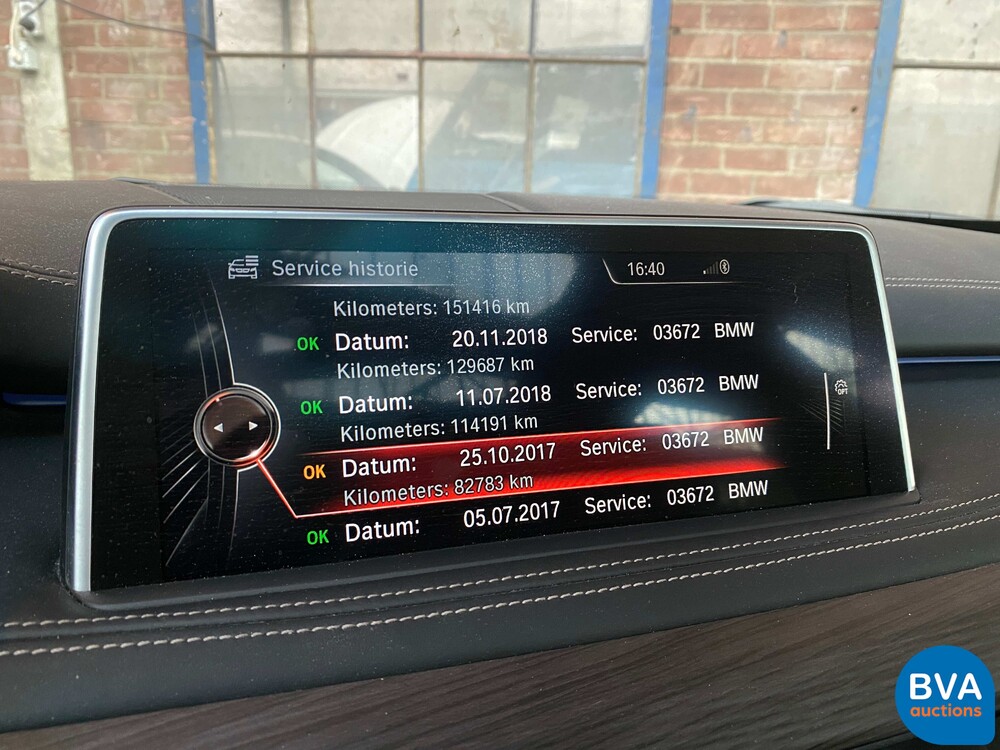 Service historie 16:40
Kilometers: 151416 km
OK Datum: 20.11.2018 Service: 03672 BMW
Kilometers: 129687 km
OK Datum: 11.07.2018 Service: 03672 BMW
Kilometers: 114191 km
OK Datum: 25.10.2017 Service: 03672 BMW
Kilometers: 82783 km
OK Datum: 05.07.2017 Service: 03672 BMW
OPT
BVA
auctions